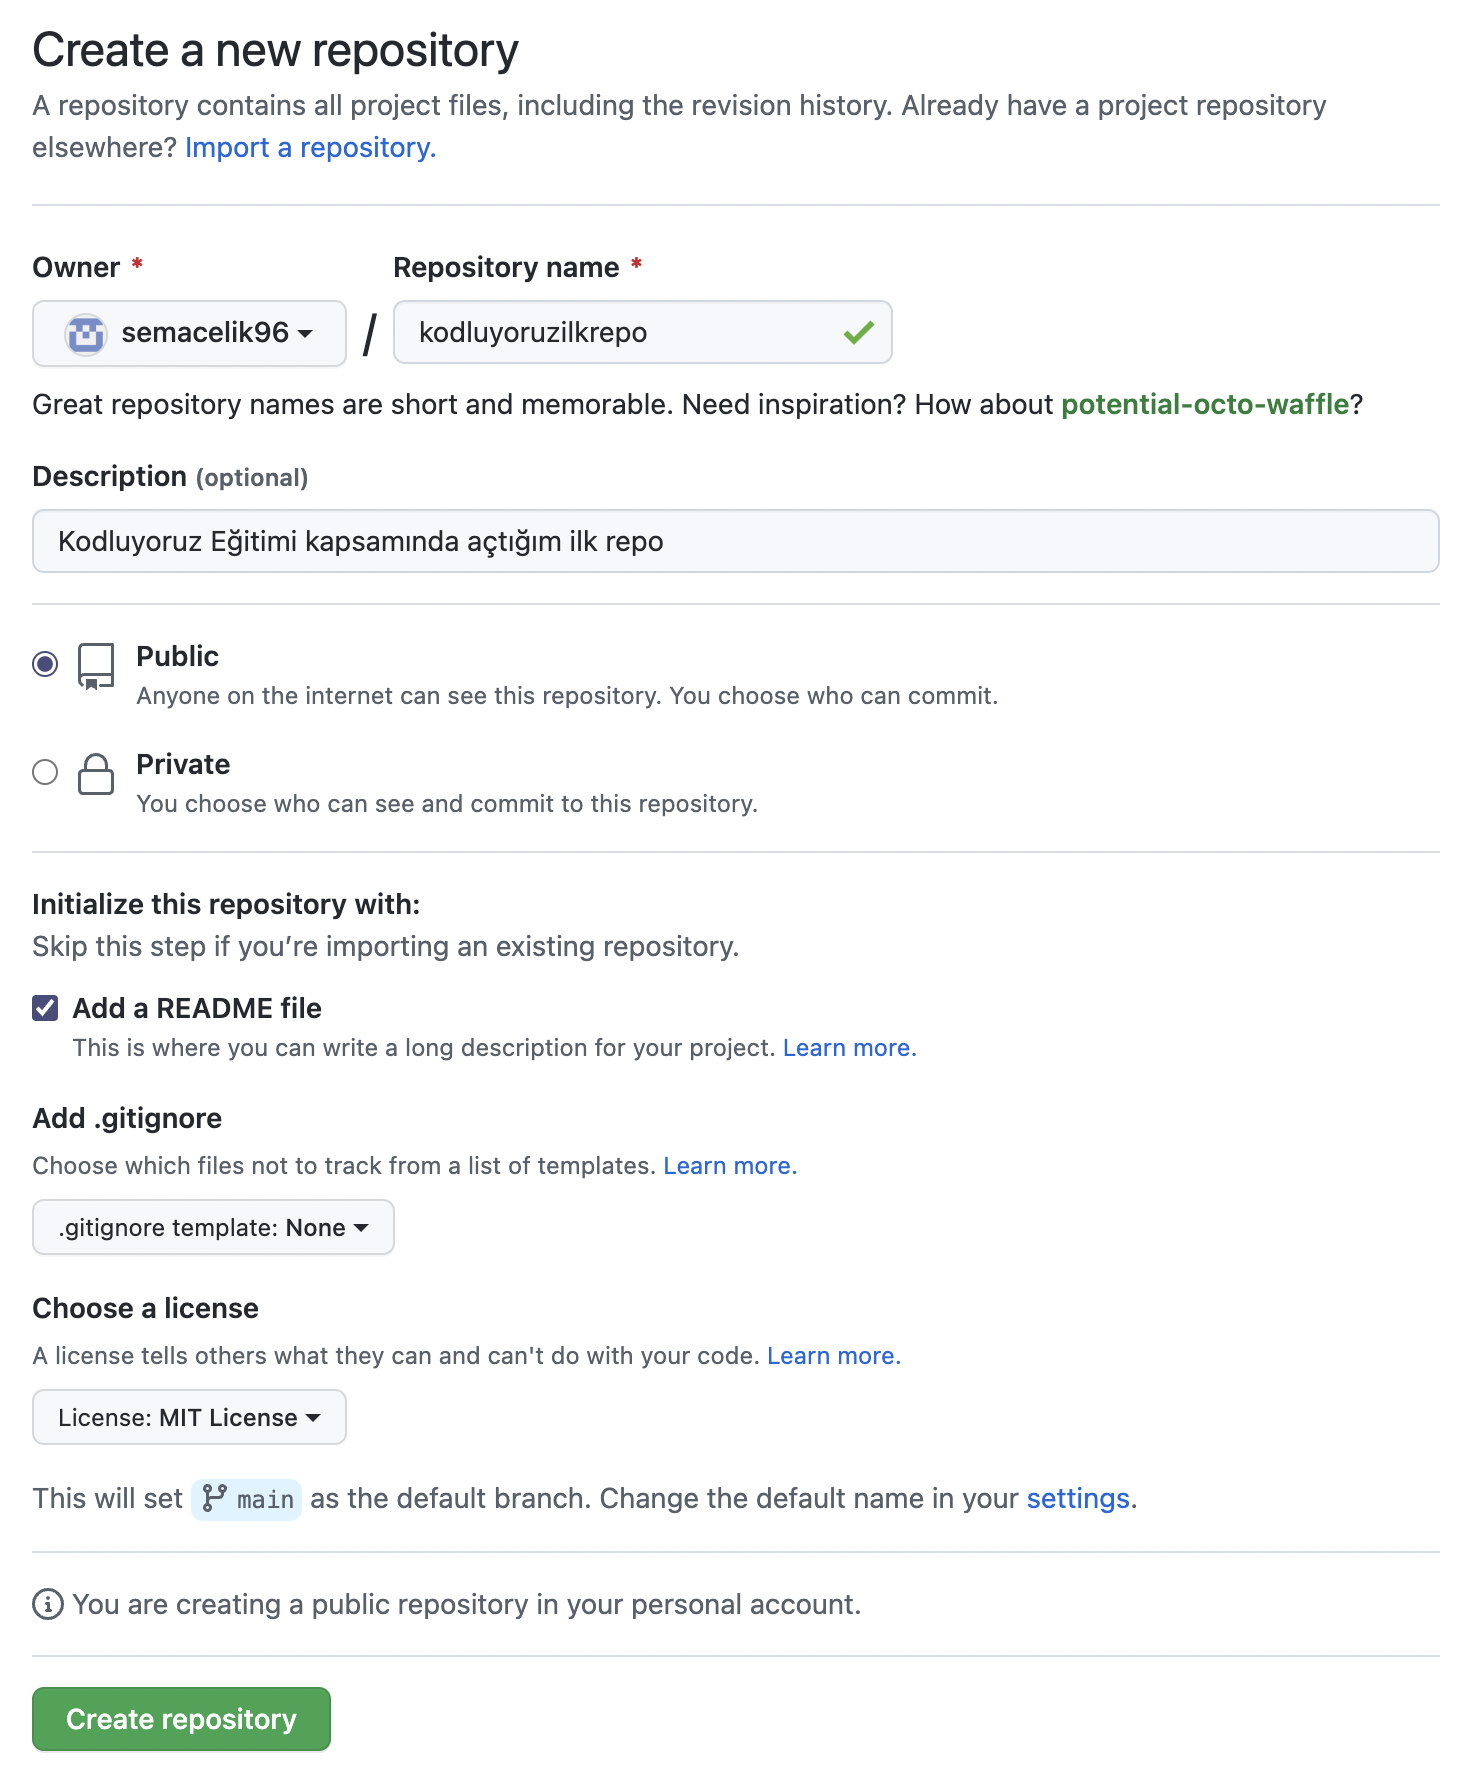 Create a new repository
A repository contains all project files, including the revision history. Already have a project repository
elsewhere? Import a repository.
Owner * Repository name *
semacelik96 / kodluyoruzilkrepo
Great repository names are short and memorable. Need inspiration? How about potential-octo-waffle?
Description (optional)
Kodluyoruz Eğitimi kapsamında açtığım ilk repo
Public
Anyone on the internet can see this repository. You choose who can commit.
Private
You choose who can see and commit to this repository.
Initialize this repository with:
Skip this step if you’re importing an existing repository.
Add a README file
This is where you can write a long description for your project. Learn more.
Add .gitignore
Choose which files not to track from a list of templates. Learn more.
.gitignore template: None
Choose a license
A license tells others what they can and can't do with your code. Learn more.
License: MIT License
This will set main as the default branch. Change the default name in your settings.
You are creating a public repository in your personal account.
Create repository